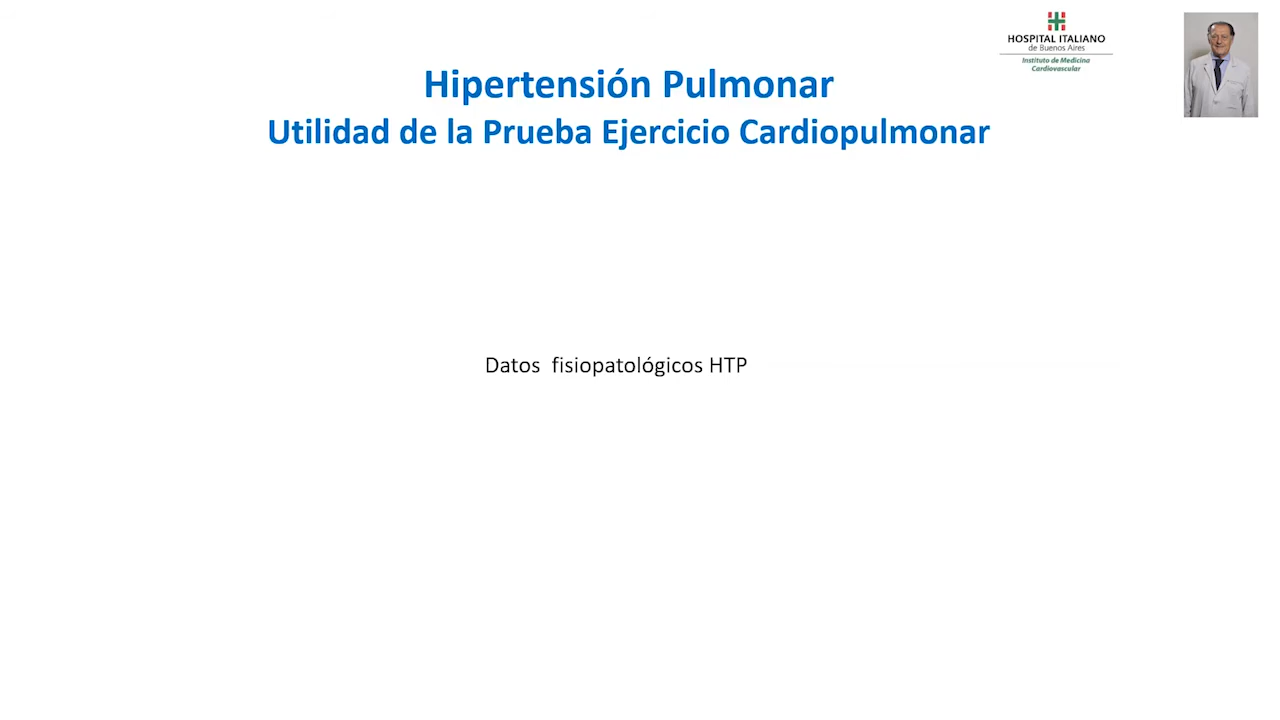 HOSPITAL ITALIANO
de Buenos Aires
Instituto de Medicina
Cardiovascular
Hipertensión Pulmonar
Utilidad de la Prueba Ejercicio Cardiopulmonar
Datos fisiopatológicos HTP